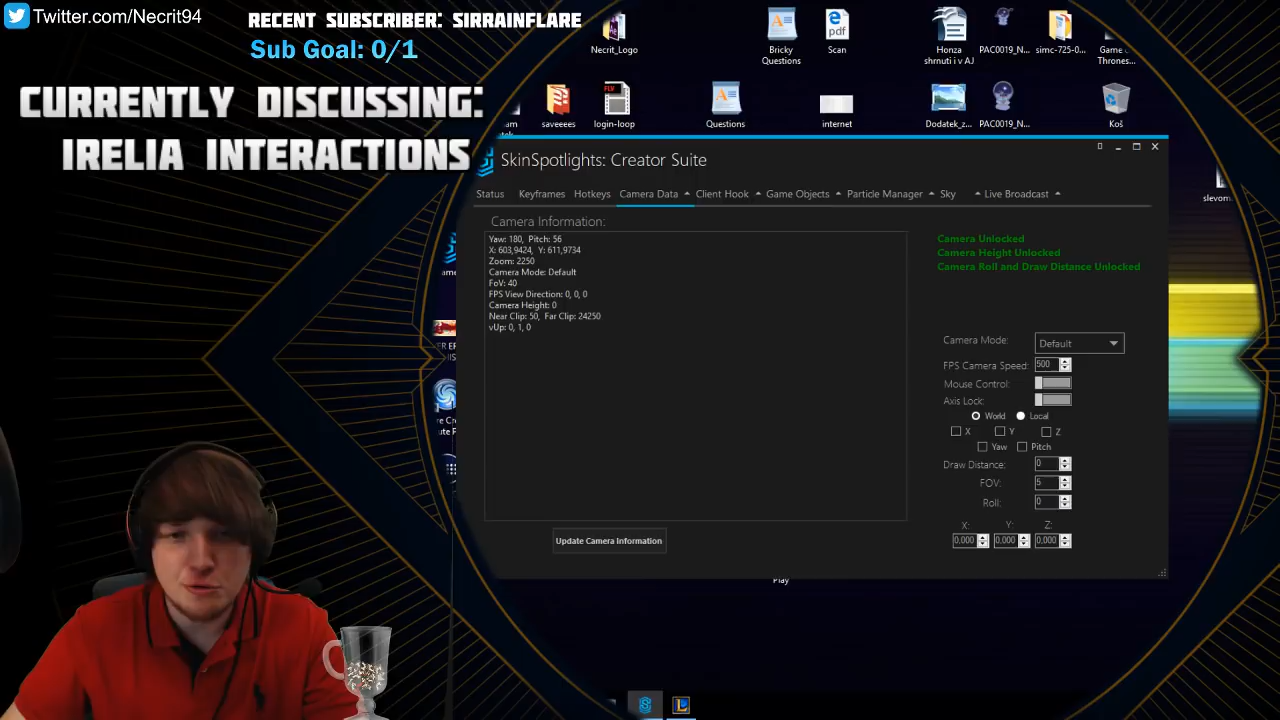 Twitter.com/Necrit94
RECENT SUBSCRIBER: SIRRAINFLARE
Sub Goal: 0/1
CURRENTLY DISCUSSING:
IRELIA INTERACTIONS
Necrit_Logo
Bricky
Questions
Scan
Honza
shrnuti i v AJ
PAC0019_N...
simc-725-0...
Game of
Thrones...
saveeees
FLV
login-loop
Questions
internet
Dodatek_z...
PAC0019_N...
Koš
SkinSpotlights: Creator Suite
Status
Keyframes
Hotkeys
Camera Data
Client Hook
Game Objects
Particle Manager
Sky
Live Broadcast
Camera Information:
Yaw: 180, Pitch: 56
X: 603,9424, Y: 611,9734
Zoom: 2250
Camera Mode: Default
FoV: 40
FPS View Direction: 0, 0, 0
Camera Height: 0
Near Clip: 50, Far Clip: 24250
vUp: 0, 1, 0
Camera Unlocked
Camera Height Unlocked
Camera Roll and Draw Distance Unlocked
Camera Mode: Default
FPS Camera Speed: 500
Mouse Control:
Axis Lock:
World Local
X Y Z
Yaw Pitch
Draw Distance: 0
FOV: 5
Roll: 0
X: Y: Z:
0,000 0,000 0,000
Update Camera Information
Play